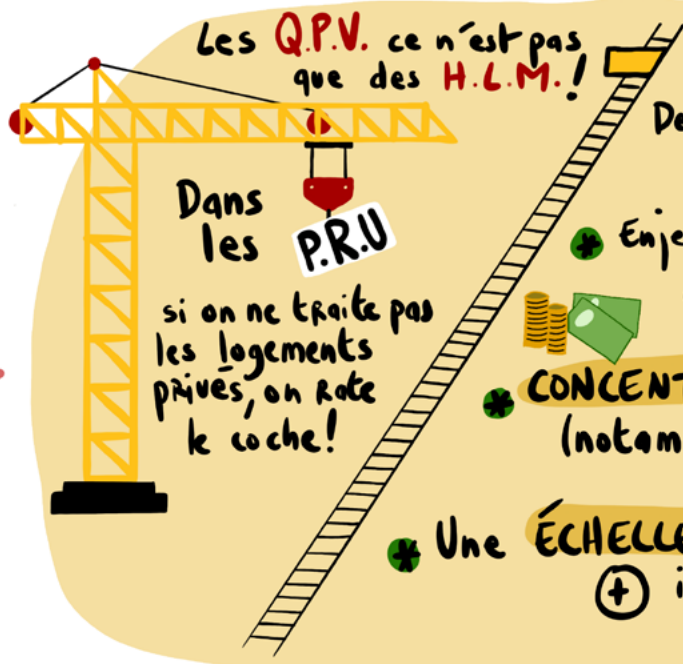 Les Q.P.V. ce n'est pas
que des H.L.M.!
Dans
les P.R.U
si on ne traite pas
les logements
privés, on rate
le coche!
De
Enje
CONCENT
(notam
Une ÉCHELLE
+ i